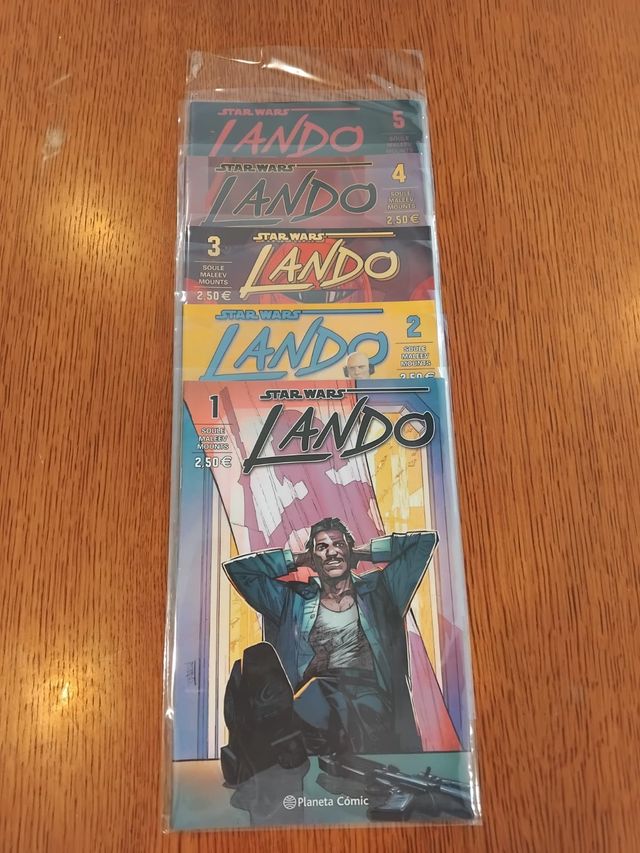 STAR WARS
LANDO
5
SOULE
MALEEV
MOUNTS
STAR WARS
LANDO
4
SOULE
MALEEV
MOUNTS
2,50 €
3
SOULE
MALEEV
MOUNTS
2,50 €
STAR WARS
LANDO
STAR WARS
LANDO
2
SOULE
MALEEV
MOUNTS
2,50 €
1
SOULE
MALEEV
MOUNTS
2,50 €
STAR WARS
LANDO
Planeta Cómic